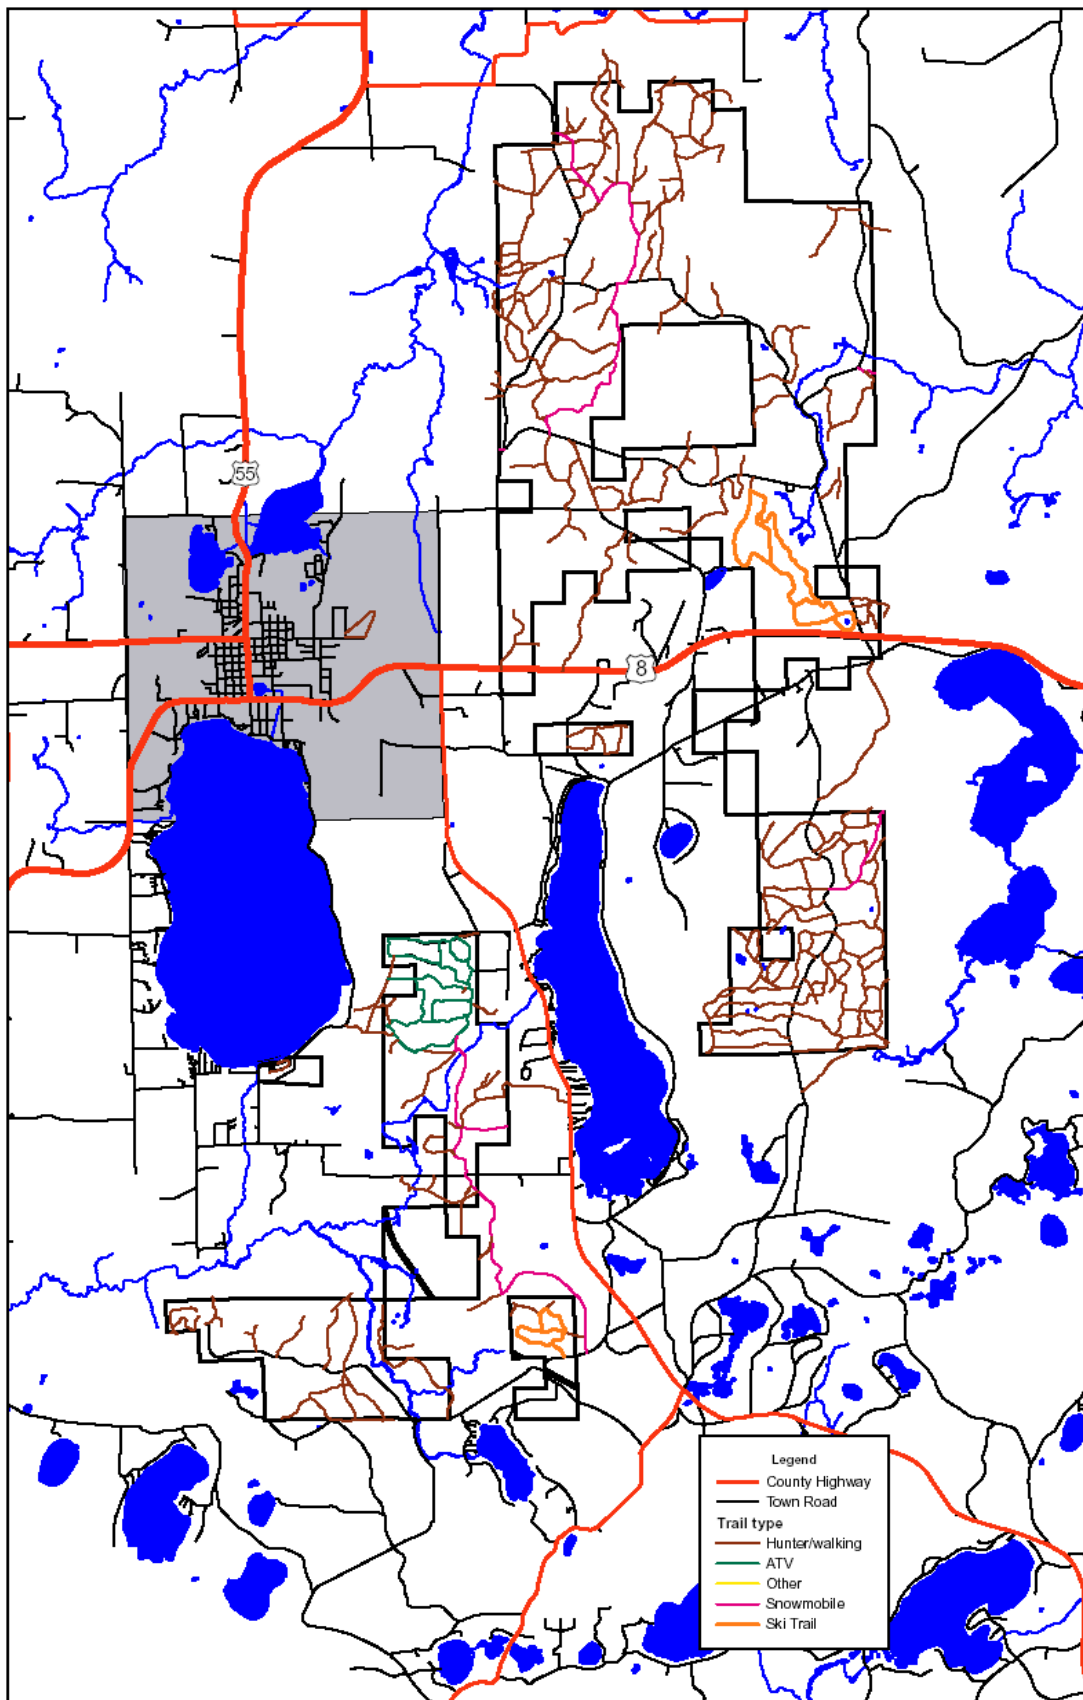 55
8
Legend
County Highway
Town Road
Trail type
Hunter/walking
ATV
Other
Snowmobile
Ski Trail